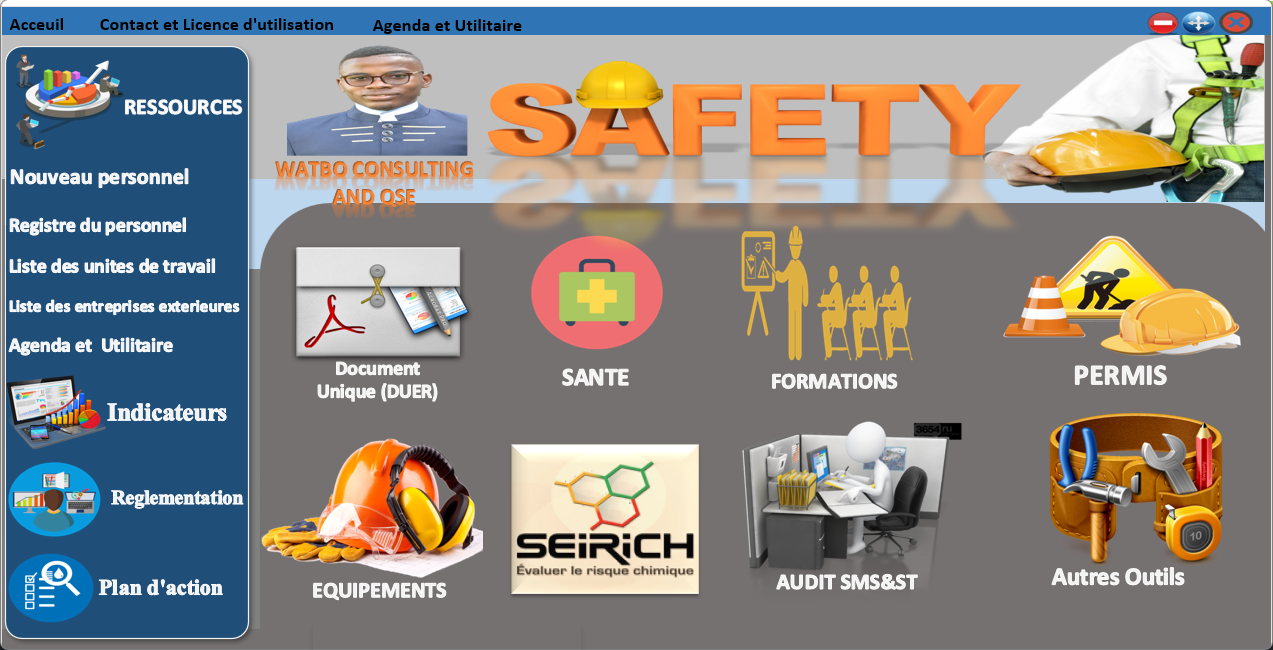 Acceuil
Contact et Licence d'utilisation
Agenda et Utilitaire
RESSOURCES
Nouveau personnel
Registre du personnel
Liste des unites de travail
Liste des entreprises exterieures
Agenda et Utilitaire
Indicateurs
Reglementation
Plan d'action
WATBO CONSULTING
AND QSE
SAFETY
Document
Unique (DUER)
SANTE
FORMATIONS
PERMIS
EQUIPEMENTS
SEiRiCH
Évaluer le risque chimique
3654.ru
AUDIT SMS&ST
10
Autres Outils